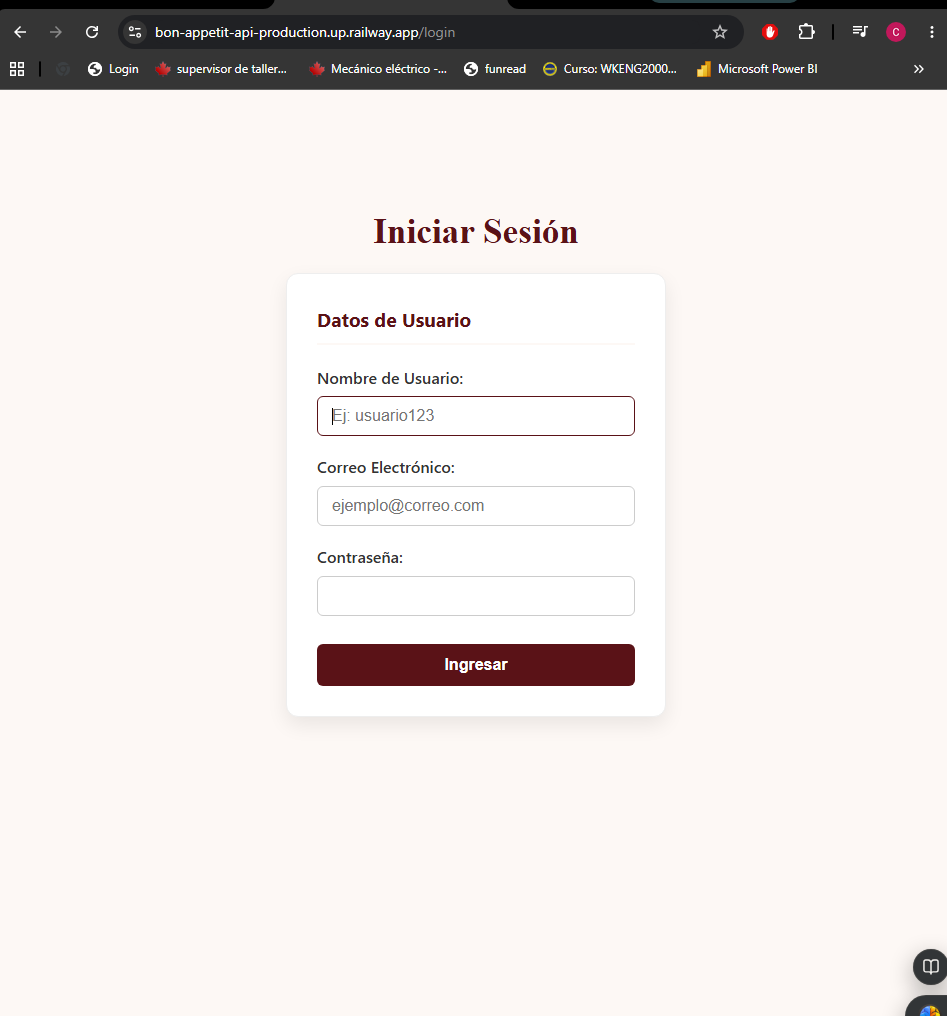 bon-appetit-api-production.up.railway.app/login
C
Login
supervisor de taller...
Mecánico eléctrico -...
funread
Curso: WKENG2000...
Microsoft Power BI
Iniciar Sesión
Datos de Usuario
Nombre de Usuario:
Ej: usuario123
Correo Electrónico:
ejemplo@correo.com
Contraseña:
Ingresar